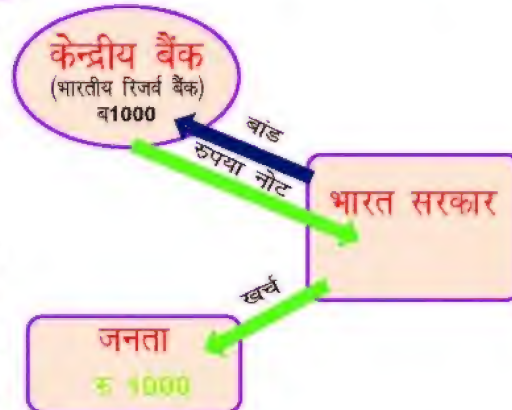 केन्द्रीय बैंक
(भारतीय रिजर्व बैंक)
ब1000
बांड
रुपया नोट
भारत सरकार
खर्च
जनता
रु 1000